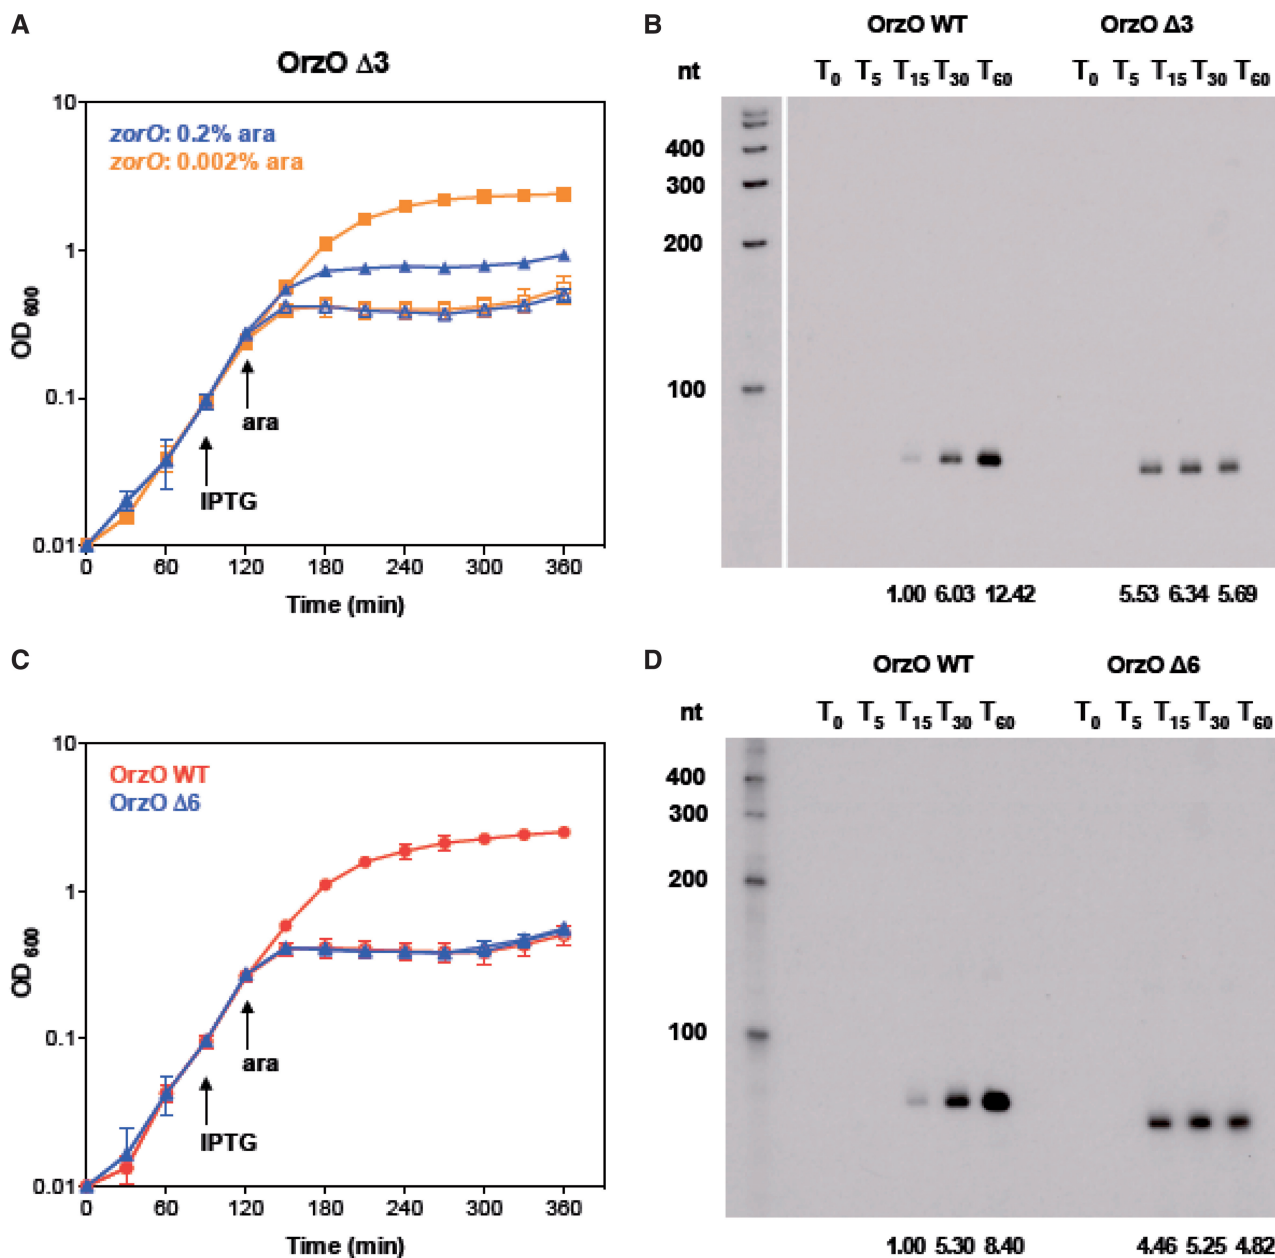 A
OrzO Δ3
zorO: 0.2% ara
zorO: 0.002% ara
10
1
0.1
0.01
OD600
ara
IPTG
0 60 120 180 240 300 360
Time (min)
B
OrzO WT OrzO Δ3
nt T0 T5 T15 T30 T60 T0 T5 T15 T30 T60
400
300
200
100
1.00 6.03 12.42 5.53 6.34 5.69
C
OrzO WT
OrzO Δ6
10
1
0.1
0.01
OD600
ara
IPTG
0 60 120 180 240 300 360
Time (min)
D
OrzO WT OrzO Δ6
nt T0 T5 T15 T30 T60 T0 T5 T15 T30 T60
400
300
200
100
1.00 5.30 8.40 4.46 5.25 4.82